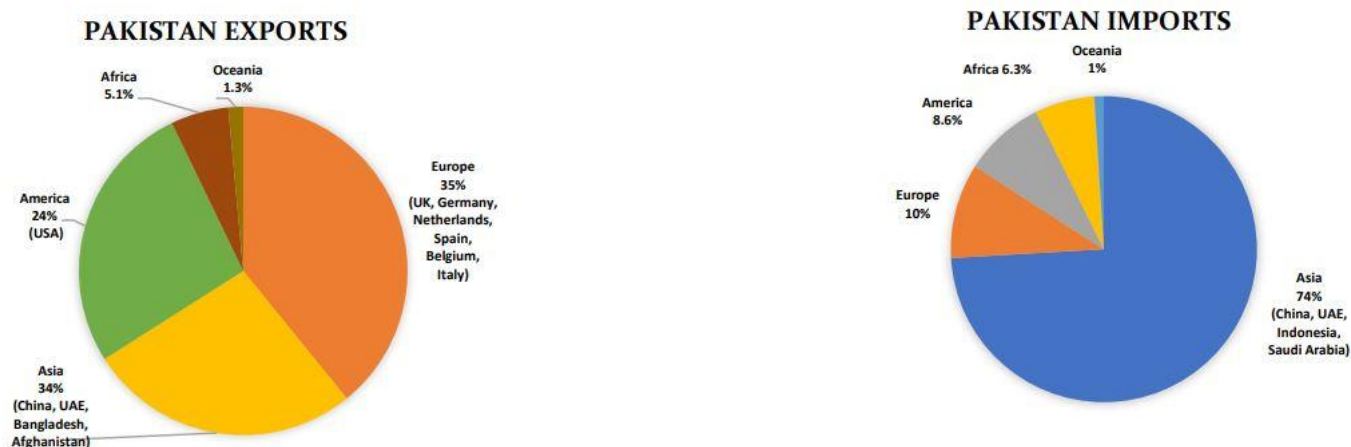 PAKISTAN EXPORTS
Oceania
1.3%
Africa
5.1%
Europe
35%
(UK, Germany,
Netherlands,
Spain,
Belgium,
Italy)
America
24%
(USA)
Asia
34%
(China, UAE,
Bangladesh,
Afghanistan)
PAKISTAN IMPORTS
Oceania
1%
Africa 6.3%
America
8.6%
Europe
10%
Asia
74%
(China, UAE,
Indonesia,
Saudi Arabia)